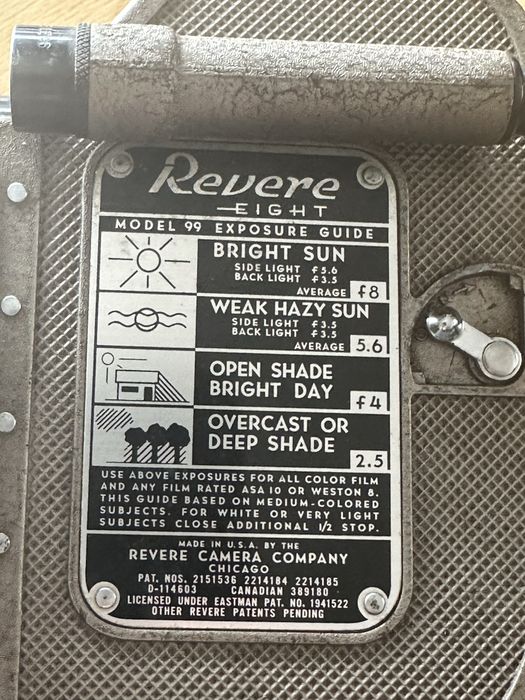 Revere
EIGHT
MODEL 99 EXPOSURE GUIDE
BRIGHT SUN
SIDE LIGHT f5.6
BACK LIGHT f3.5
AVERAGE f8
WEAK HAZY SUN
SIDE LIGHT f3.5
BACK LIGHT f3.5
AVERAGE 5.6
OPEN SHADE
BRIGHT DAY f4
OVERCAST OR
DEEP SHADE
2.5
USE ABOVE EXPOSURES FOR ALL COLOR FILM
AND ANY FILM RATED ASA 10 OR WESTON 8.
THIS GUIDE BASED ON MEDIUM-COLORED
SUBJECTS. FOR WHITE OR VERY LIGHT
SUBJECTS CLOSE ADDITIONAL 1/2 STOP.
MADE IN U.S.A. BY THE
REVERE CAMERA COMPANY
CHICAGO
PAT. NOS. 2151536 2214184 2214185
D-114603 CANADIAN 389180
LICENSED UNDER EASTMAN PAT. NO. 1941522
OTHER REVERE PATENTS PENDING